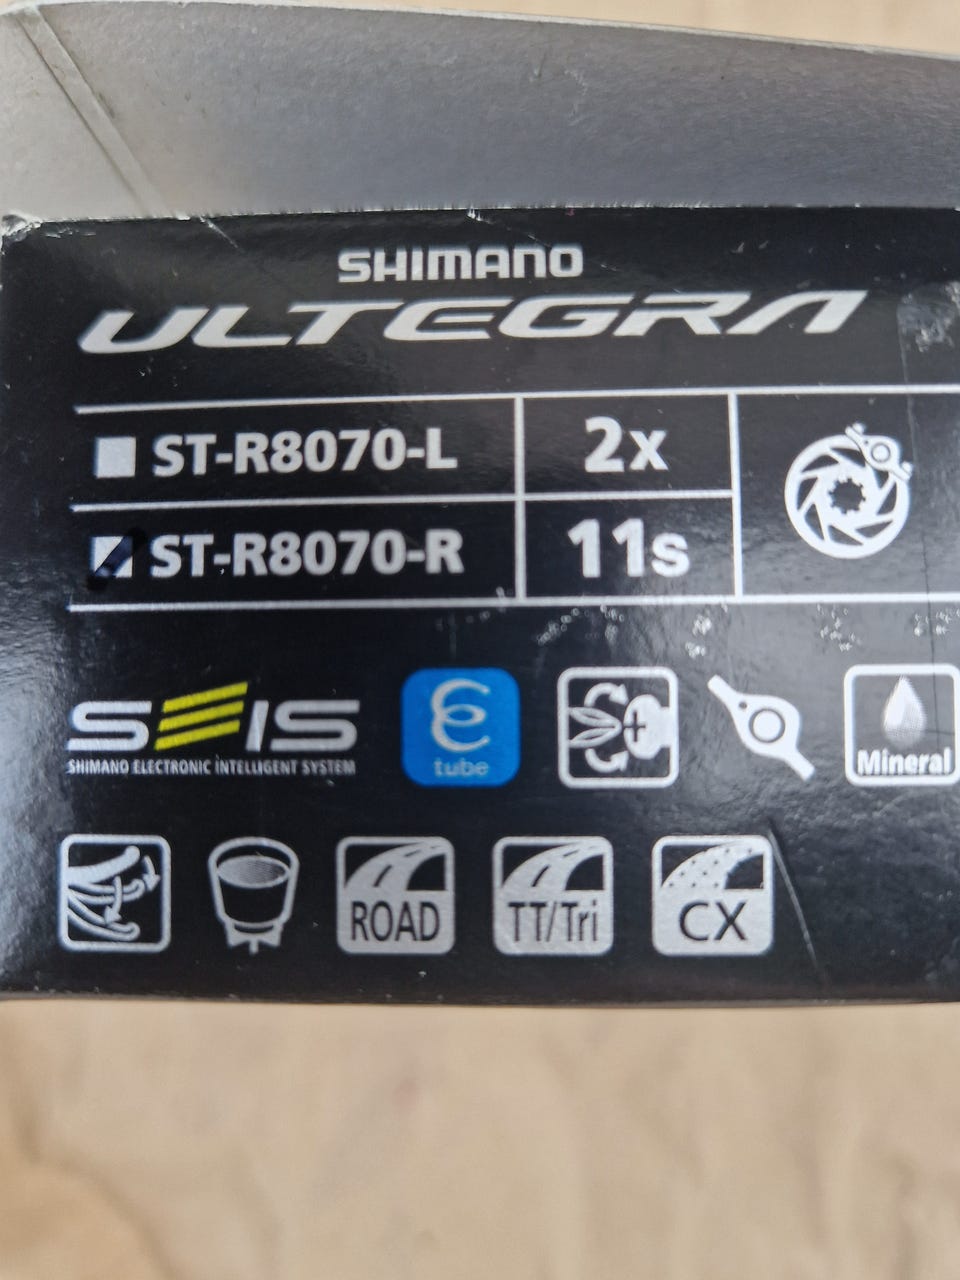 SHIMANO
ULTEGRA
ST-R8070-L 2x
ST-R8070-R 11s
SEIS
SHIMANO ELECTRONIC INTELLIGENT SYSTEM
tube
Mineral
ROAD
TT/Tri
CX